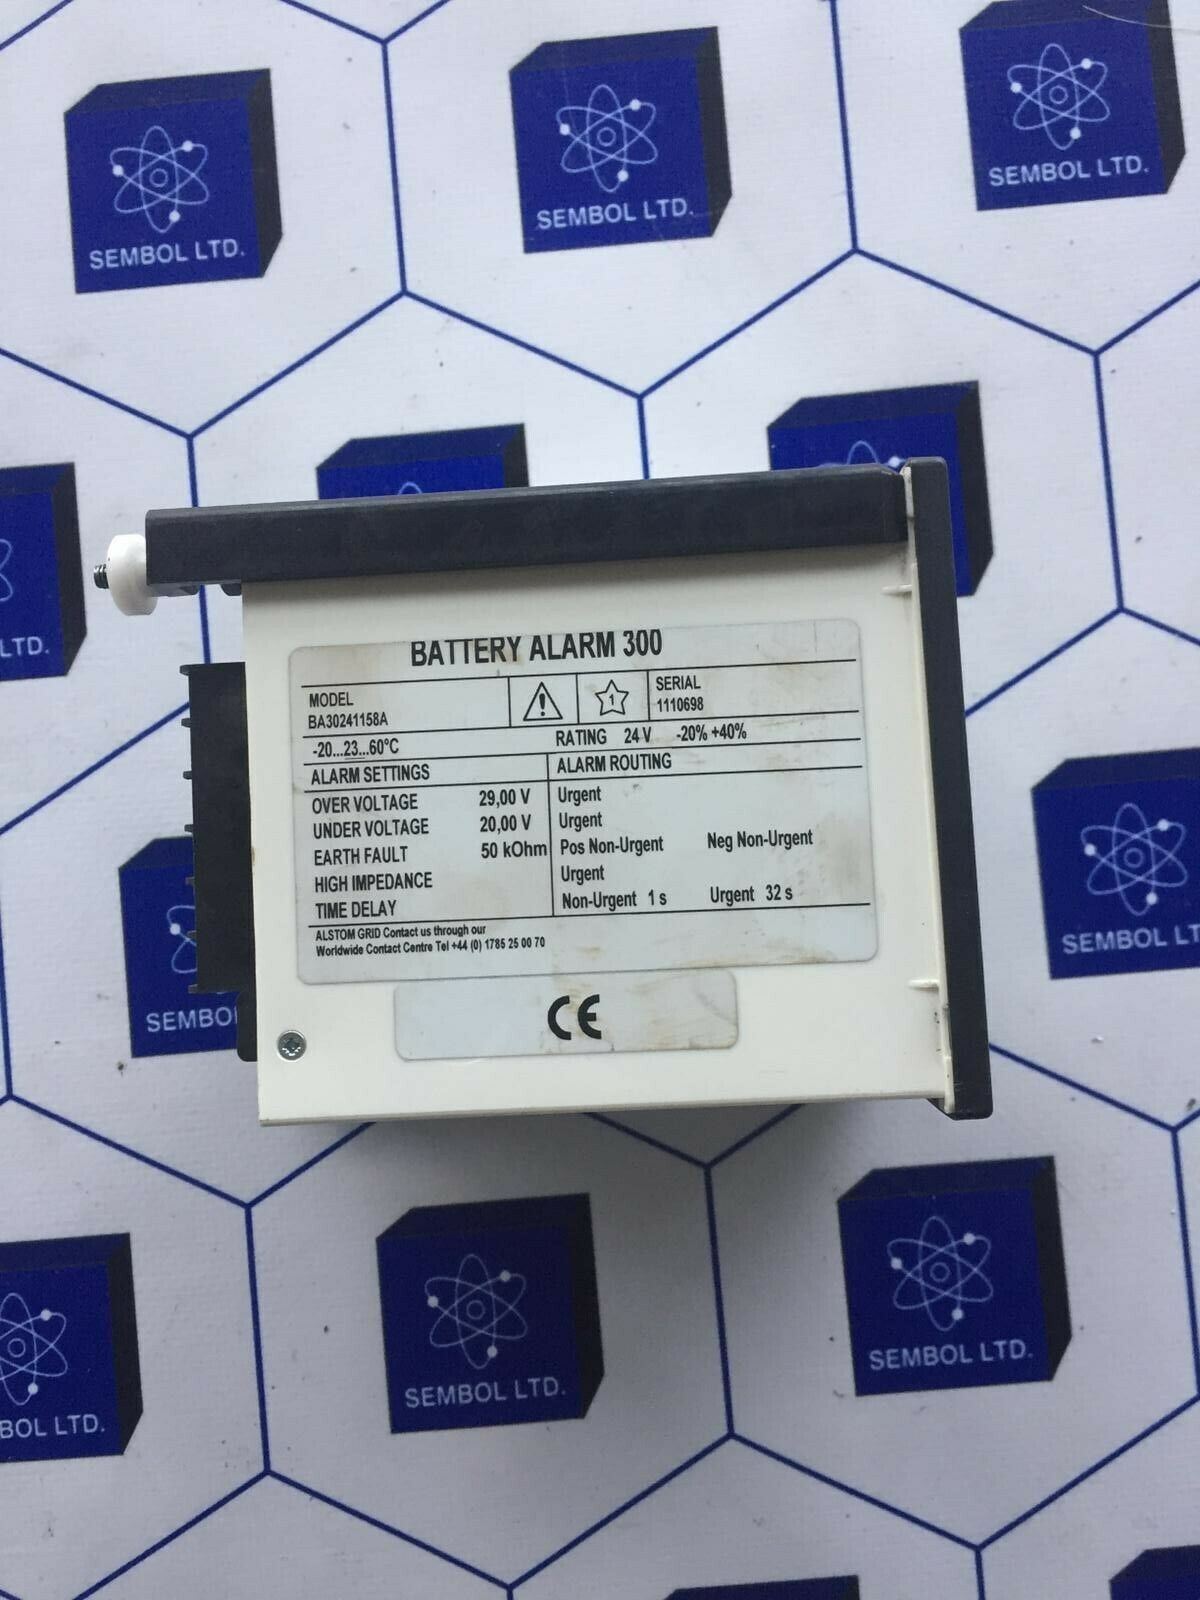 SEMBOL LTD.
SEMBOL LTD.
SEMBOL LTD.
LTD.
BATTERY ALARM 300
MODEL
BA30241158A
1
SERIAL
1110698
-20...23...60°C
RATING 24 V -20% +40%
ALARM SETTINGS
ALARM ROUTING
OVER VOLTAGE 29,00 V Urgent
UNDER VOLTAGE 20,00 V Urgent
EARTH FAULT 50 kOhm Pos Non-Urgent Neg Non-Urgent
HIGH IMPEDANCE Urgent
TIME DELAY Non-Urgent 1 s Urgent 32 s
ALSTOM GRID Contact us through our
Worldwide Contact Centre Tel +44 (0) 1785 25 00 70
CE
SEMBO
SEMBOL LT
SEMBOL LTD.
SEMBOL LTD.
BOL LTD.